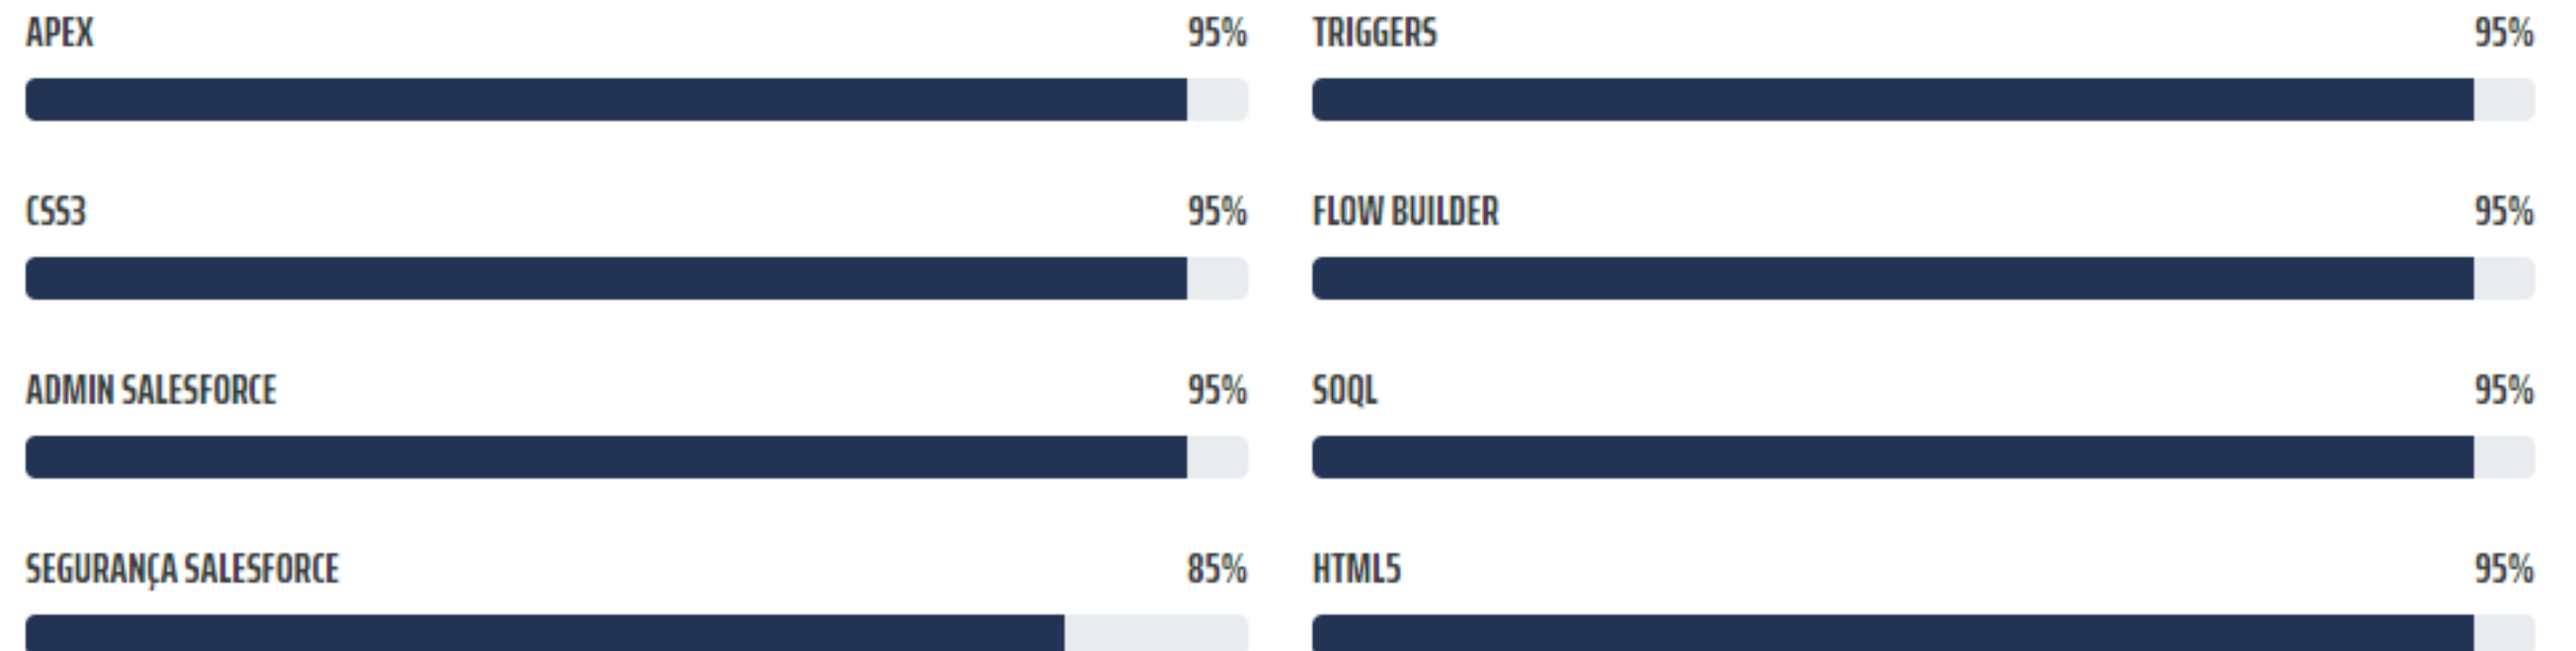 APEX 95% TRIGGERS 95%
CSS3 95% FLOW BUILDER 95%
ADMIN SALESFORCE 95% SOQL 95%
SEGURANÇA SALESFORCE 85% HTML5 95%